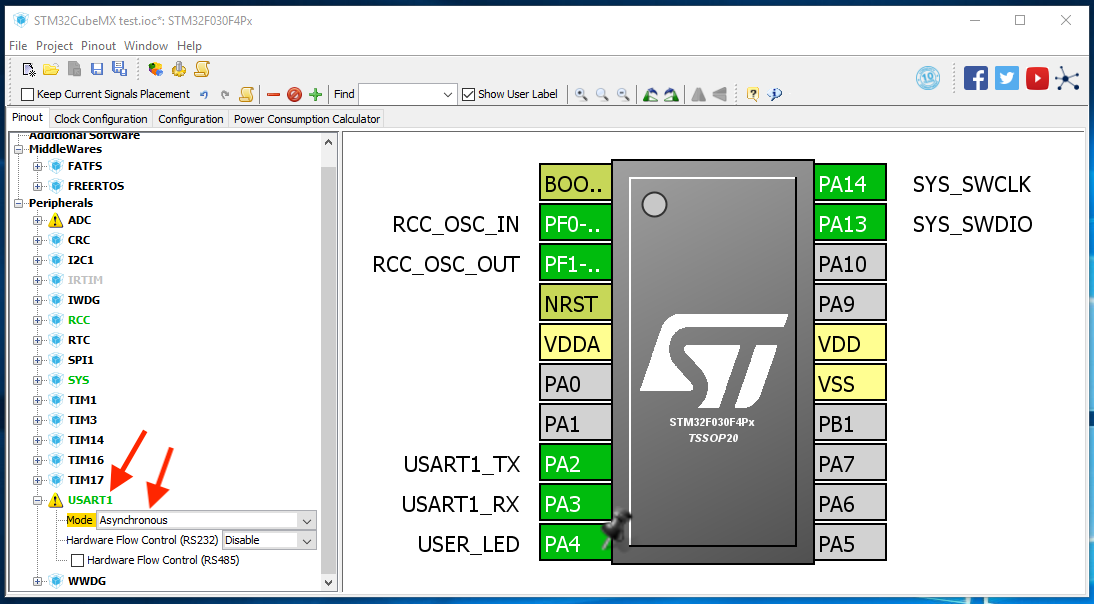 STM32CubeMX test.ioc*: STM32F030F4Px
File Project Pinout Window Help
10
Keep Current Signals Placement Find Show User Label
Pinout Clock Configuration Configuration Power Consumption Calculator
Additional Software
MiddleWares
FATFS
FREERTOS
Peripherals
ADC
CRC
I2C1
IRTIM
IWDG
RCC
RTC
SPI1
SYS
TIM1
TIM3
TIM14
TIM16
TIM17
USART1
Mode Asynchronous
Hardware Flow Control (RS232) Disable
Hardware Flow Control (RS485)
WWDG
BOO..
RCC_OSC_IN PF0-..
RCC_OSC_OUT PF1-..
NRST
VDDA
PA0
PA1
USART1_TX PA2
USART1_RX PA3
USER_LED PA4
STM32F030F4Px
TSSOP20
PA14 SYS_SWCLK
PA13 SYS_SWDIO
PA10
PA9
VDD
VSS
PB1
PA7
PA6
PA5